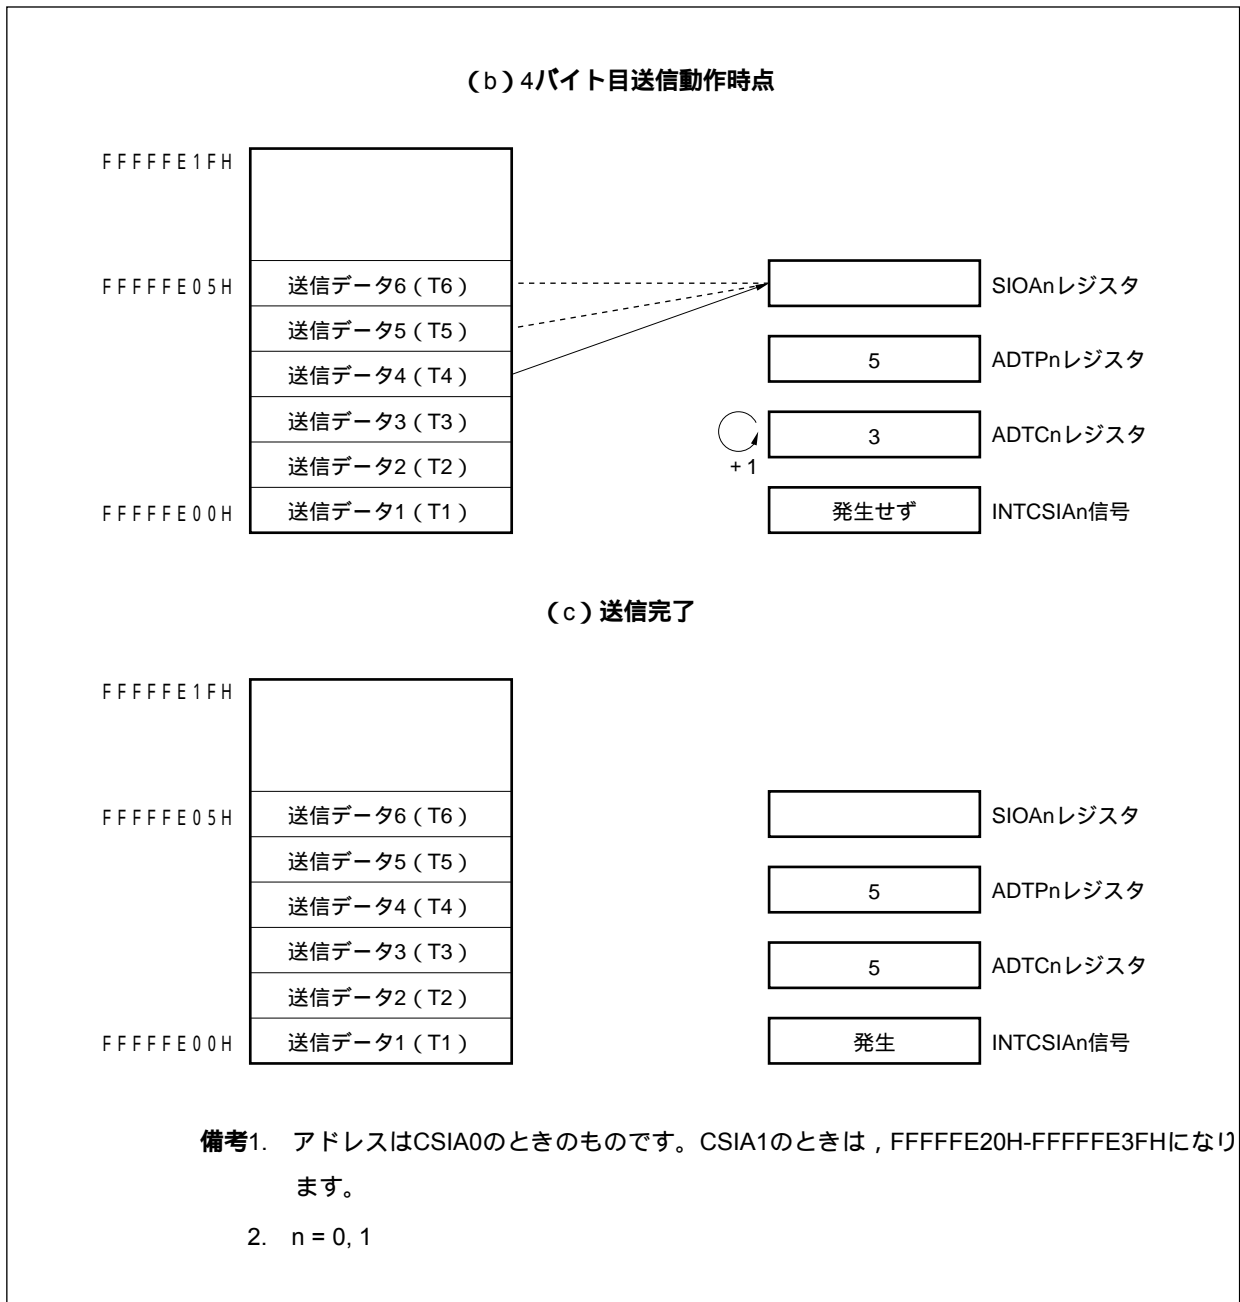 （b）4バイト目送信動作時点
FFFFFE1FH
FFFFFE05H 送信データ6（T6） SIOAnレジスタ
送信データ5（T5）
送信データ4（T4） 5 ADTPnレジスタ
送信データ3（T3） 3 ADTCnレジスタ
送信データ2（T2） +1
FFFFFE00H 送信データ1（T1） 発生せず INTCSIAn信号
（c）送信完了
FFFFFE1FH
FFFFFE05H 送信データ6（T6） SIOAnレジスタ
送信データ5（T5）
送信データ4（T4） 5 ADTPnレジスタ
送信データ3（T3） 5 ADTCnレジスタ
送信データ2（T2）
FFFFFE00H 送信データ1（T1） 発生 INTCSIAn信号
備考1. アドレスはCSIA0のときのものです。CSIA1のときは，FFFFFE20H-FFFFFE3FHになり
ます。
2. n = 0, 1